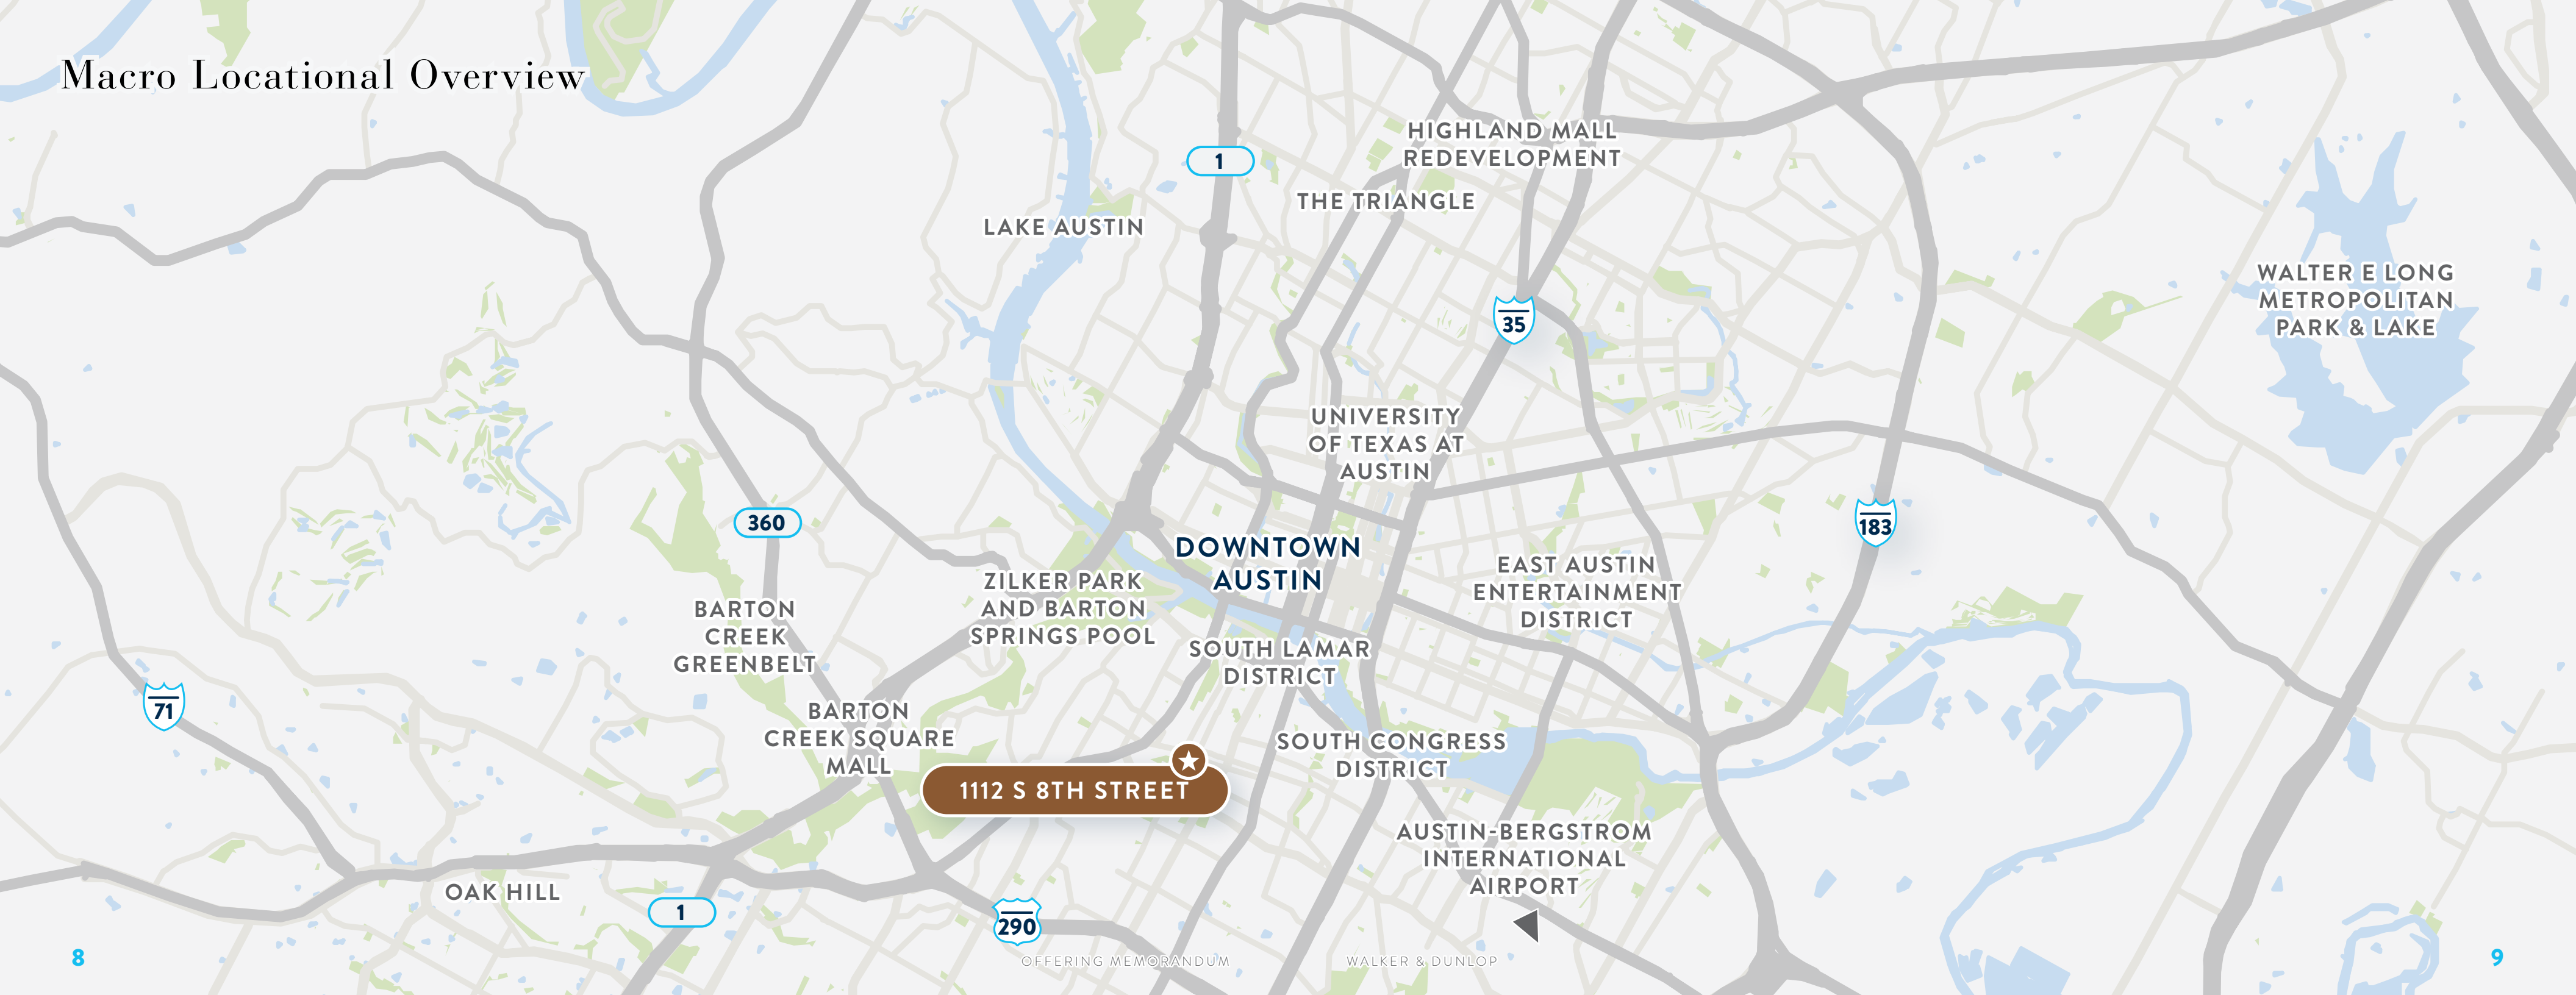 Macro Locational Overview
HIGHLAND MALL
REDEVELOPMENT
1
THE TRIANGLE
LAKE AUSTIN
WALTER E LONG
METROPOLITAN
PARK & LAKE
35
UNIVERSITY
OF TEXAS AT
AUSTIN
360
183
DOWNTOWN
AUSTIN
EAST AUSTIN
ENTERTAINMENT
DISTRICT
ZILKER PARK
AND BARTON
SPRINGS POOL
BARTON
CREEK
GREENBELT
SOUTH LAMAR
DISTRICT
71
BARTON
CREEK SQUARE
MALL
SOUTH CONGRESS
DISTRICT
1112 S 8TH STREET
AUSTIN-BERGSTROM
INTERNATIONAL
AIRPORT
OAK HILL
1
290
8
OFFERING MEMORANDUM
WALKER & DUNLOP
9